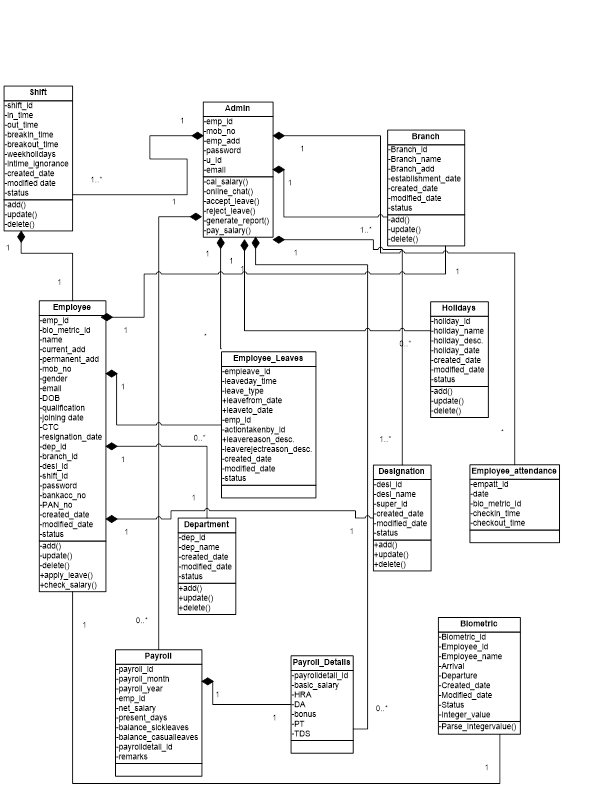 Shift
-shift_id
-in_time
-out_time
-breakin_time
-breakout_time
-weekholidays
-intime_ignorance
-created_date
-modified date
-status
-add()
-update()
-delete()
Admin
-emp_id
-mob_no
-emp_add
-password
-u_id
-email
-cal_salary()
-online_chat()
-accept_leave()
-reject_leave()
-generate_report()
-pay_salary()
Branch
-Branch_id
-Branch_name
-Branch_add
-establishment_date
-created_date
-modified_date
-status
-add()
-update()
-delete()
1
1
1..*
1
1
1..*
1
1
1
1
1
1
1
Employee
-emp_id
-bio_metric_id
-name
-current_add
-permanent_add
-mob_no
-gender
-email
-DOB
-qualification
-joining date
-CTC
-resignation_date
-dep_id
-branch_id
-desi_id
-shift_id
-password
-bankacc_no
-PAN_no
-created_date
-modified_date
-status
-add()
-update()
-delete()
+apply_leave()
+check_salary()
1
*
1
0..*
1
1
1
1
Employee_Leaves
-empleave_id
-leaveday_time
-leave_type
+leavefrom_date
+leaveto_date
-emp_id
-actiontakenby_id
+leavereason_desc.
-leaverejectreason_desc.
-created_date
-modified_date
-status
Holidays
-holiday_id
-holiday_name
-holiday_desc.
-holiday_date
-created_date
-modified_date
-status
-add()
-update()
-delete()
0..*
1..*
*
Department
-dep_id
-dep_name
-created_date
-modified_date
-status
+add()
+update()
+delete()
Designation
-desi_id
-desi_name
-super_id
-created_date
-modified_date
-status
+add()
+update()
+delete()
Employee_attendance
-empatt_id
-date
-bio_metric_id
-checkin_time
-checkout_time
1
0..*
Payroll
-payroll_id
-payroll_month
-payroll_year
-emp_id
-net_salary
-present_days
-balance_sickleaves
-balance_casualleaves
-payrolldetail_id
-remarks
1
1
Payroll_Details
-payrolldetail_id
-basic_salary
-HRA
-DA
-bonus
-PT
-TDS
0..*
Biometric
-Biometric_id
-Employee_id
-Employee_name
-Arrival
-Departure
-Created_date
-Modified_date
-Status
-Integer_value
-Parse_integervalue()
1